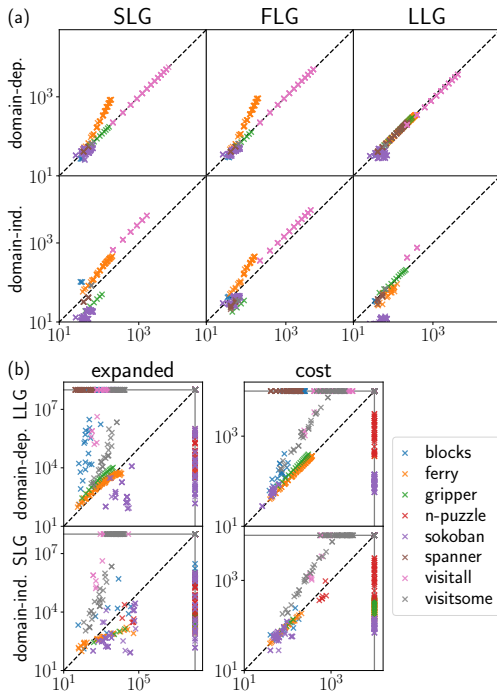 (a) SLG FLG LLG
domain-dep.
10³
10¹
domain-ind.
10³
10¹
10¹ 10³ 10¹ 10³ 10¹ 10³
(b) expanded cost
domain-dep. LLG
10⁷
10⁴
10¹
10³
10¹
domain-ind. SLG
10⁷
10⁴
10¹
10³
10¹
10¹ 10⁵ 10¹ 10³
blocks
ferry
gripper
n-puzzle
sokoban
spanner
visitall
visitsome